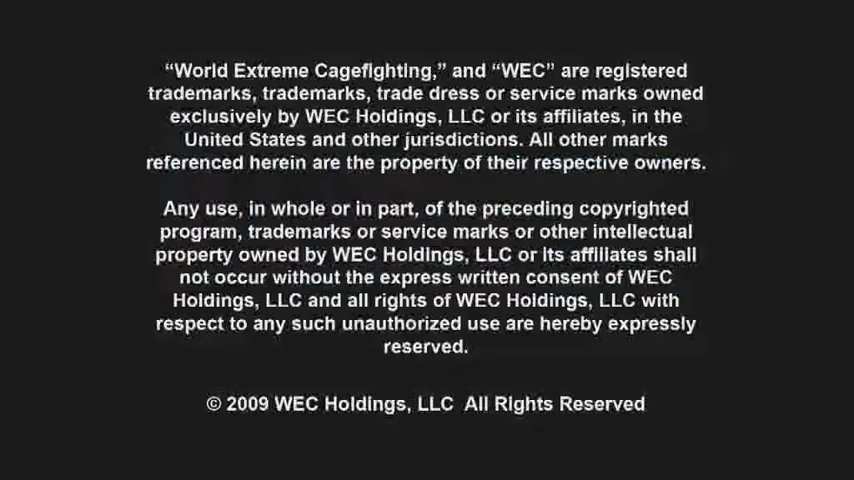 “World Extreme Cagefighting,” and “WEC” are registered
trademarks, trademarks, trade dress or service marks owned
exclusively by WEC Holdings, LLC or its affiliates, in the
United States and other jurisdictions. All other marks
referenced herein are the property of their respective owners.
Any use, in whole or in part, of the preceding copyrighted
program, trademarks or service marks or other intellectual
property owned by WEC Holdings, LLC or its affiliates shall
not occur without the express written consent of WEC
Holdings, LLC and all rights of WEC Holdings, LLC with
respect to any such unauthorized use are hereby expressly
reserved.
© 2009 WEC Holdings, LLC  All Rights Reserved